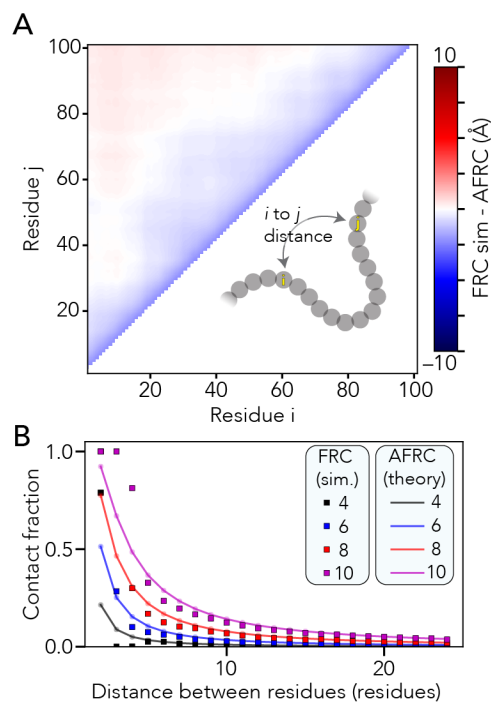 A
100
80
60
40
20
Residue j
20
40
60
80
100
Residue i
i to j
distance
i
j
10
−10
FRC sim - AFRC (Å)
B
1.0
0.5
0.0
Contact fraction
FRC
(sim.)
4
6
8
10
AFRC
(theory)
4
6
8
10
10
20
Distance between residues (residues)